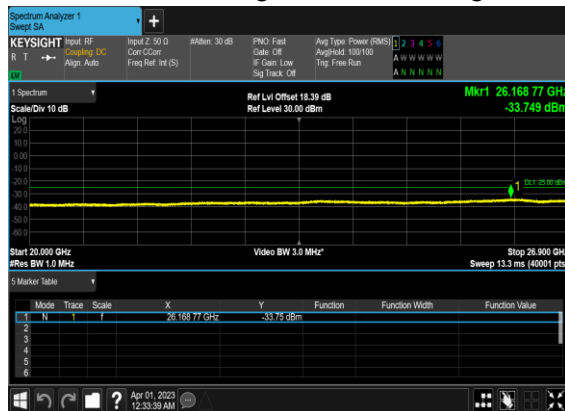 Spectrum Analyzer 1
Swept SA
KEYSIGHT Input: RF Input Z: 50 Ω #Atten: 30 dB PNO: Fast Avg Type: Power (RMS) 1 2 3 4 5 6
R T Coupling: DC Corr CCorr Gate: Off Avg|Hold: 100/100 A W W W W W
Align: Auto Freq Ref: Int (S) IF Gain: Low Trig: Free Run
LW Sig Track: Off A N N N N N
1 Spectrum Ref Lvl Offset 18.39 dB Mkr1 26.168 77 GHz
Scale/Div 10 dB Ref Level 30.00 dBm -33.749 dBm
Log
20.0
10.0
0.00
-10.0
-20.0
1 DL1 -25.00 dBm
-30.0
-40.0
-50.0
-60.0
Start 20.000 GHz Video BW 3.0 MHz* Stop 26.900 GHz
#Res BW 1.0 MHz Sweep 13.3 ms (40001 pts
5 Marker Table
Mode Trace Scale X Y Function Function Width Function Value
1 N 1 f 26.168 77 GHz -33.75 dBm
2
3
4
5
6
? Apr 01, 2023
12:33:39 AM